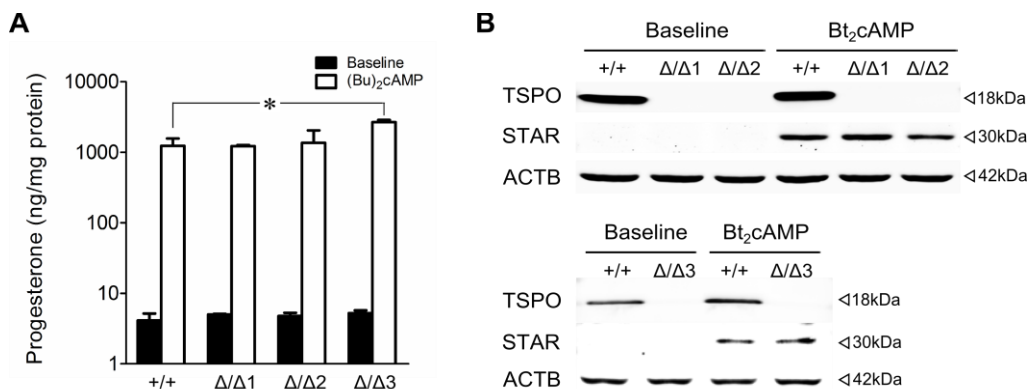 A
Baseline
(Bu)₂cAMP
Progesterone (ng/mg protein)
10000
1000
100
10
1
*
+/+ Δ/Δ1 Δ/Δ2 Δ/Δ3
B
Baseline Bt₂cAMP
+/+ Δ/Δ1 Δ/Δ2 +/+ Δ/Δ1 Δ/Δ2
TSPO 18kDa
STAR 30kDa
ACTB 42kDa
Baseline Bt₂cAMP
+/+ Δ/Δ3 +/+ Δ/Δ3
TSPO 18kDa
STAR 30kDa
ACTB 42kDa